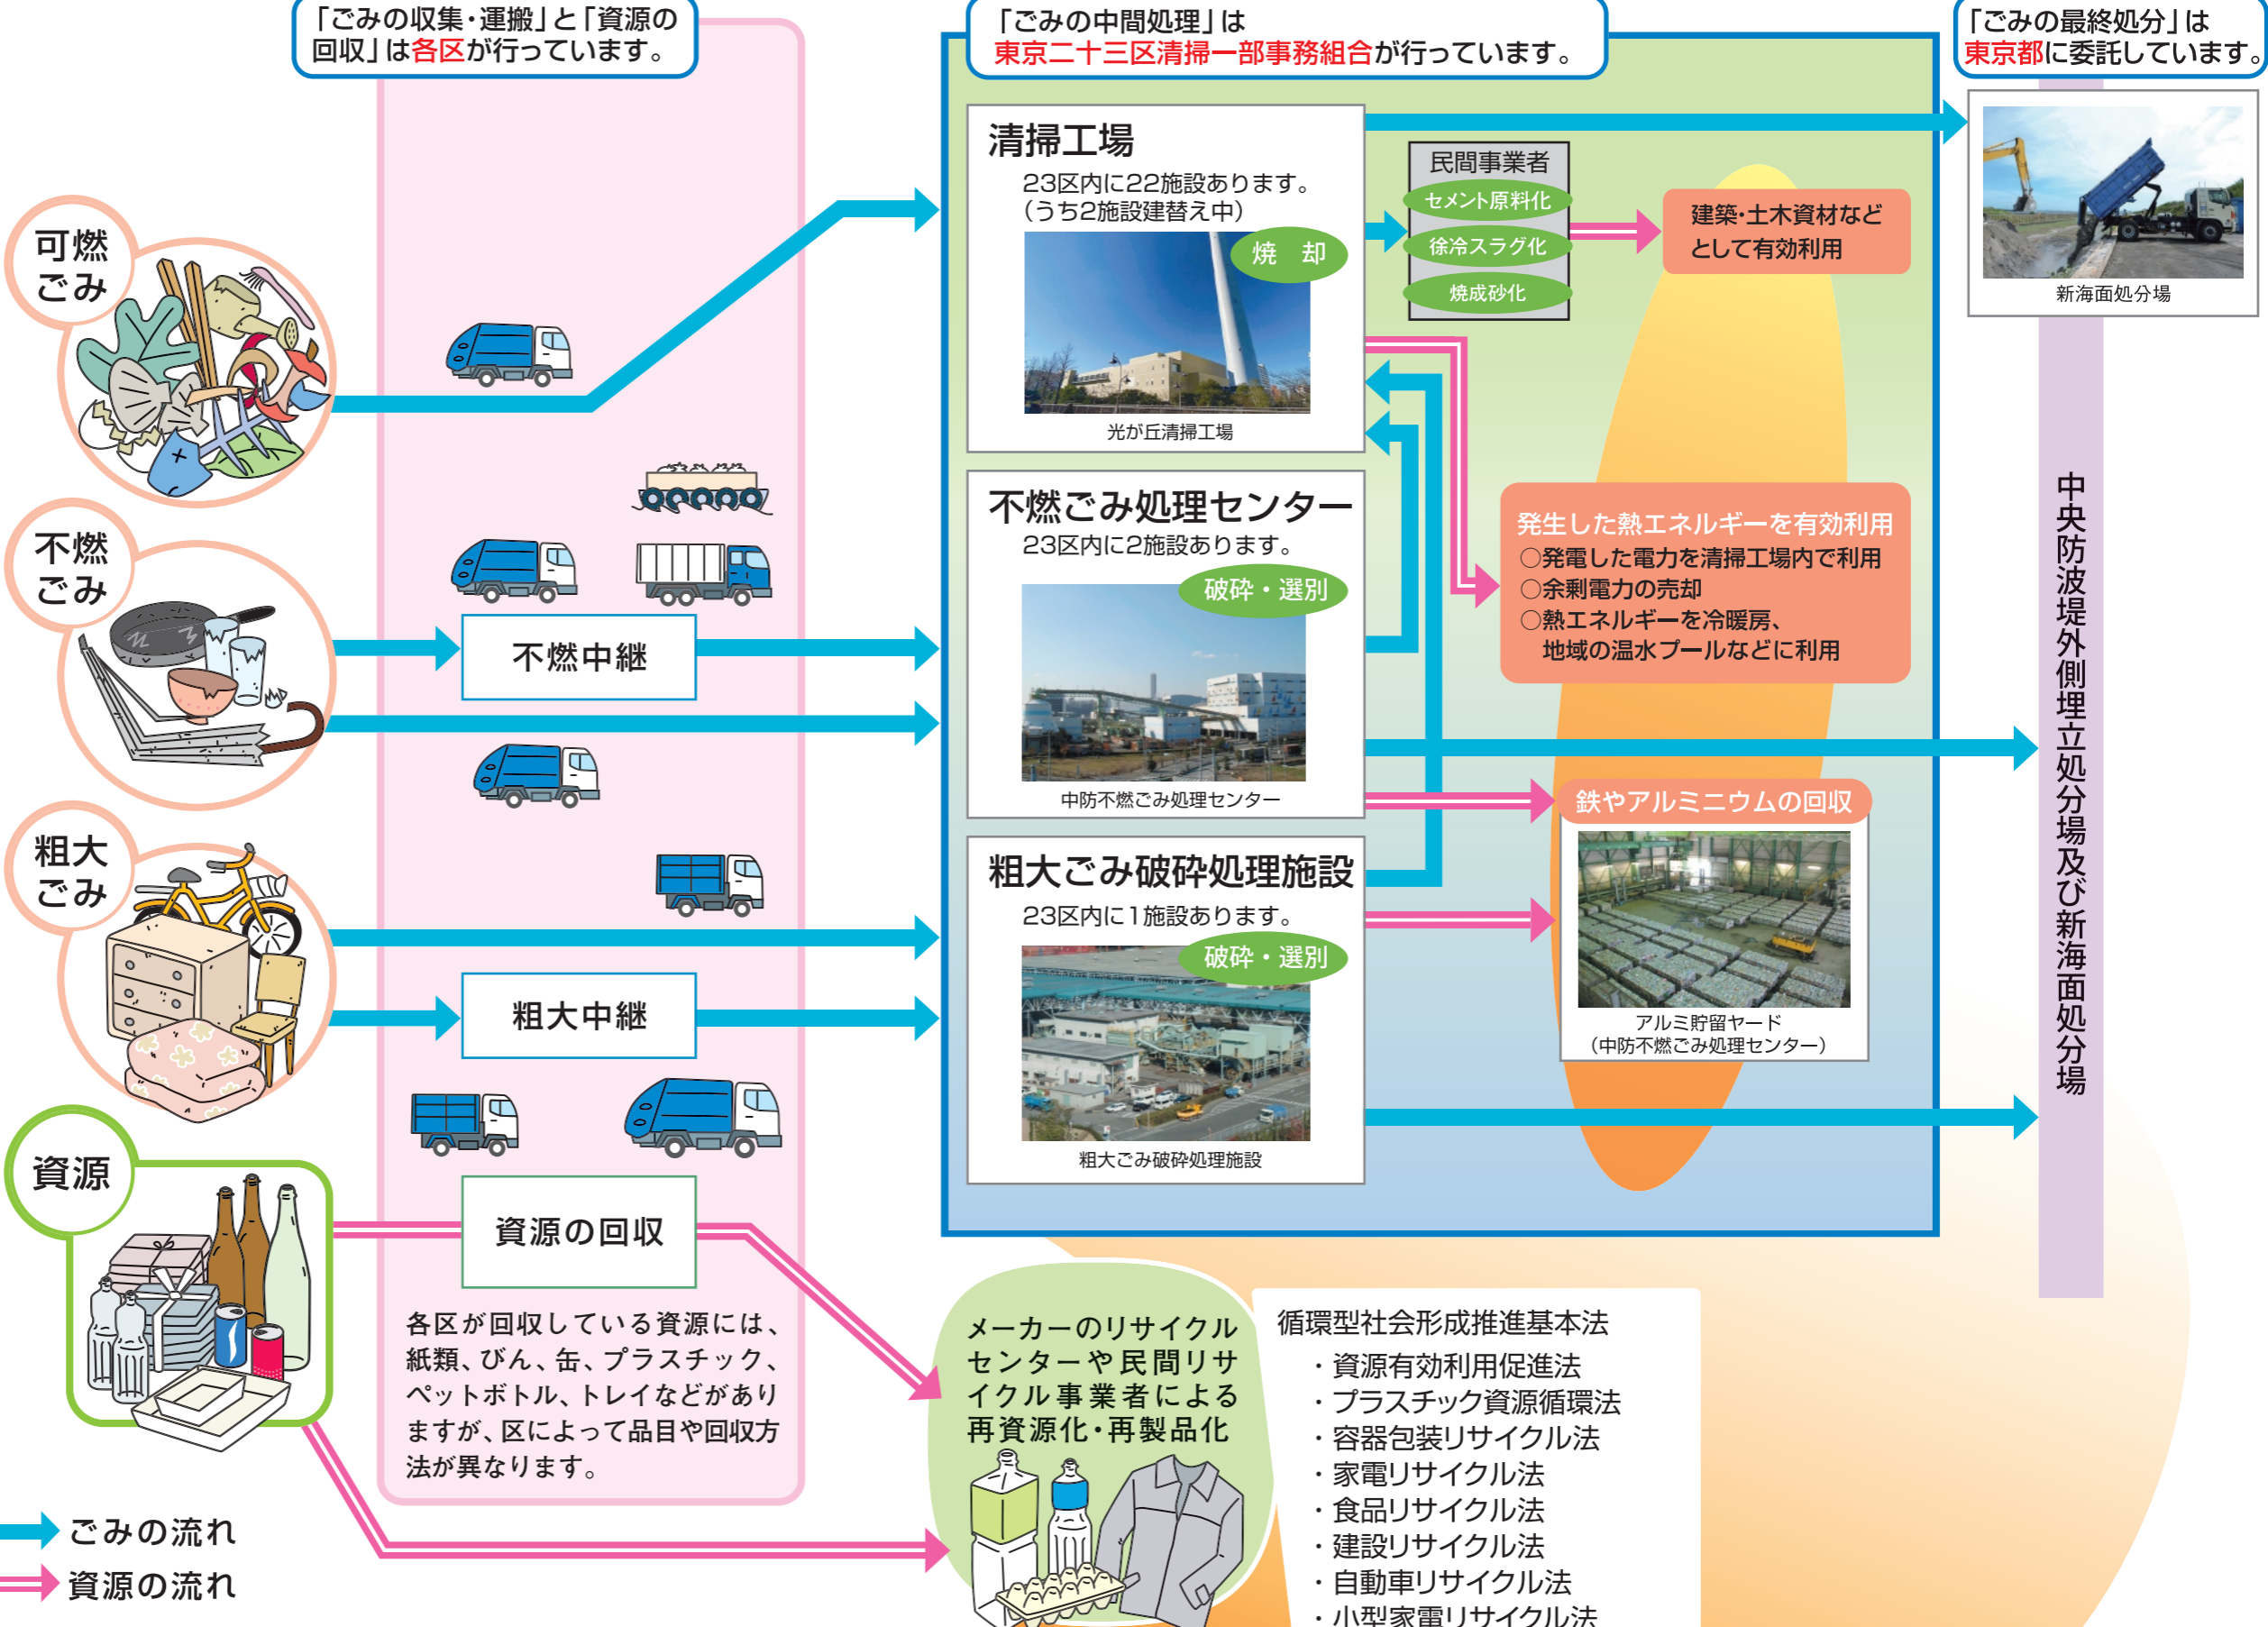 「ごみの収集・運搬」と「資源の
回収」は各区が行っています。
「ごみの中間処理」は
東京二十三区清掃一部事務組合が行っています。
「ごみの最終処分」は
東京都に委託しています。
可燃
ごみ
不燃
ごみ
粗大
ごみ
資源
不燃中継
粗大中継
資源の回収
各区が回収している資源には、
紙類、びん、缶、プラスチック、
ペットボトル、トレイなどがあり
ますが、区によって品目や回収方
法が異なります。
ごみの流れ
資源の流れ
清掃工場
23区内に22施設あります。
(うち2施設建替え中)
焼 却
光が丘清掃工場
不燃ごみ処理センター
23区内に2施設あります。
破砕・選別
中防不燃ごみ処理センター
粗大ごみ破砕処理施設
23区内に1施設あります。
破砕・選別
粗大ごみ破砕処理施設
民間事業者
セメント原料化
徐冷スラグ化
焼成砂化
建築・土木資材など
として有効利用
発生した熱エネルギーを有効利用
○発電した電力を清掃工場内で利用
○余剰電力の売却
○熱エネルギーを冷暖房、
地域の温水プールなどに利用
鉄やアルミニウムの回収
アルミ貯留ヤード
(中防不燃ごみ処理センター)
新海面処分場
中央防波堤外側埋立処分場及び新海面処分場
メーカーのリサイクル
センターや民間リサ
イクル事業者による
再資源化・再製品化
循環型社会形成推進基本法
・資源有効利用促進法
・プラスチック資源循環法
・容器包装リサイクル法
・家電リサイクル法
・食品リサイクル法
・建設リサイクル法
・自動車リサイクル法
・小型家電リサイクル法